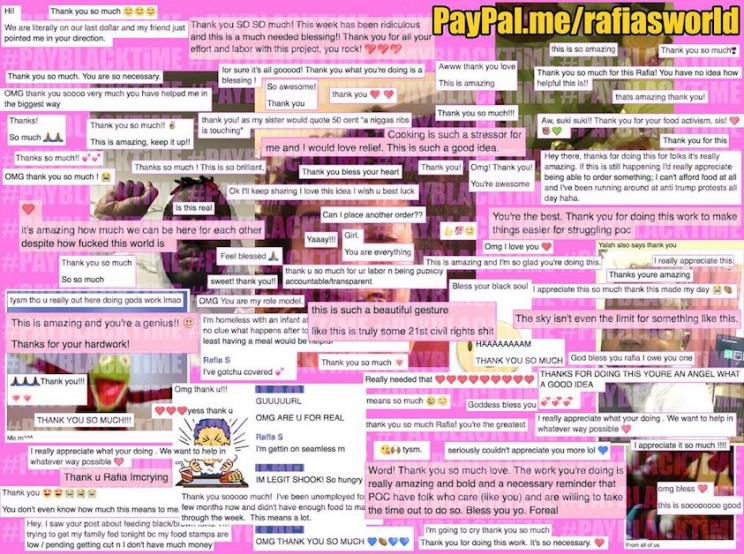 PayPal.me/rafiasworld
Hi!
Thank you so much 😊😊😊
We are literally on our last dollar and my friend just
pointed me in your direction.
Thank you SO SO much! This week has been ridiculous
and this is a much needed blessing!! Thank you for all your
effort and labor with this project, you rock! 💖💖💖
this is so amazing
Thank you so much❣
for sure it's all gooood! Thank you what you're doing is a
blessing !
Awww thank you
This is amazing
Thank you so much. You are so necessary.
Thank you so much for this Rafia! You have no idea how
helpful this is!!
So awesome!
Thank you
thank you ❤❤
OMG thank you soooo very much you have helped me in
the biggest way
thats amazing thank you!
Thanks!
So much 🙏🙏
Thank you so much!! ✌
This is amazing, keep it up!!
thank you! as my sister would quote 50 cent "a niggas ribs
is touching"
Thank you so much!!!
Aw, suki suki!! Thank you for your food activism, sis!
Cooking is such a stressor for
me and I would love relief. This is such a good idea.
Thank you for this
Thanks so much!! 💕
Thanks so much ! This is so brilliant,
Thank you bless your heart
Thank you!
Omg! Thank you!
You're awesome
Hey there, thanks for doing this for folks it's really
amazing. If this is still happening I'd really appreciate
being able to order something; I can't afford food at
all and I've been running around at anti trump protests all
day haha.
OMG thank you so much ! 😭
Ok I'll keep sharing I love this idea I wish u best luck
is this real
Can I place another order??
You're the best. Thank you for doing this work to make
things easier for struggling poc
❤
it's amazing how much we can be here for each other
despite how fucked this world is
Yaaay!!!
Girl.
You are everything
Omg I love you ❤
Yalah also says thank you
Thank you so much
So so much
Feel blessed 🙏
This is amazing and I'm so glad you're doing this.
I really appreciate this.
Thanks youre amazing
sweet! thank you!!
thank u so much for ur labor n being publicly
accountable/transparent
Bless your black soul
I appreciate this so much thank this made my day
tysm tho u really out here doing gods work lmao
OMG You are my role model.
this is such a beautiful gesture
like this is truly some 21st civil rights shit
The sky isn't even the limit for something like this.
This is amazing and you're a genius!!
Thanks for your hardwork!
I'm homeless with an infant a
no clue what happens after to
least having a meal would be helpful
Rafia S
I've gotchu covered 💕
HAAAAAAAM
THANK YOU SO MUCH
God bless you rafia I owe you one
Thank you so much ❤
🙏🙏🙏Thank you!!!
Really needed that ❤❤❤❤❤❤❤❤❤
THANKS FOR DOING THIS YOURE AN ANGEL WHAT
A GOOD IDEA
Omg thank u!!!
❤❤❤yess thank u
GUUUUURL
OMG ARE U FOR REAL
Rafia S
I'm gettin on seamless rn
IM LEGIT SHOOK! So hungry
means so much
Goddess bless you
THANK YOU SO MUCH!!!
thank you so much Rafia! you're the greatest
I really appreciate what your doing . We want to help in
whatever way possible ❤
Me m^^^
I really appreciate what your doing . We want to help in
whatever way possible ❤
tysm.
seriously couldn't appreciate you more lol 💙
I appreciate it so much !!!!
Thank u Rafia Imcrying
Word! Thank you so much love. The work you're doing is
really amazing and bold and a necessary reminder that
POC have folk who care (like you) and are willing to take
the time out to do so. Bless you yo. Foreal
Thank you
You don't even know how much this means to me.
Thank you sooooo much! I've been unemployed fo
few months now and didn't have enough food to ma
through the week. This means a lot.
omg bless ❤
this is sooooooooo good
Hey. I saw your post about feeding black/br
trying to get my family fed tonight bc my food stamps are
low / pending getting cut n I don't have much money
OMG THANK YOU SO MUCH
I'm going to cry thank you so much
Thank you for doing this work. It's so necessary. ❤
From all of us
#PAYBLACKTIME